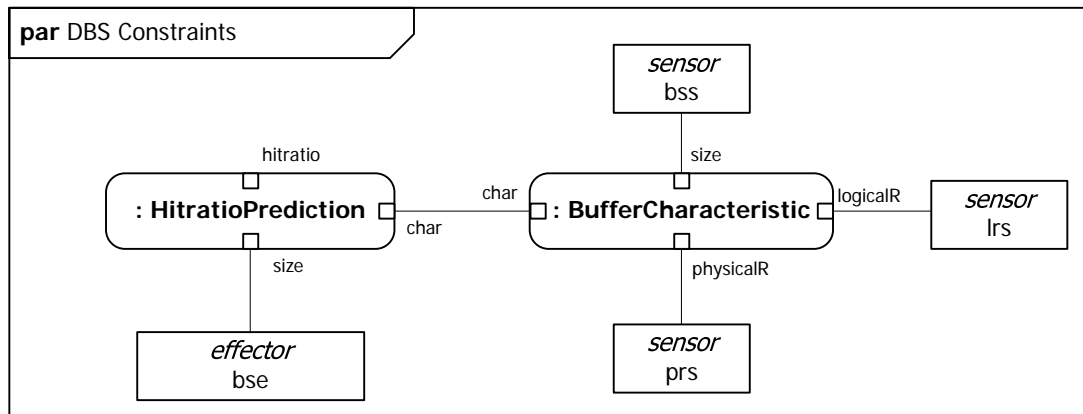 par DBS Constraints
sensor
bss
hitratio
size
: HitratioPrediction
char
char
: BufferCharacteristic
logicalR
sensor
lrs
size
physicalR
effector
bse
sensor
prs